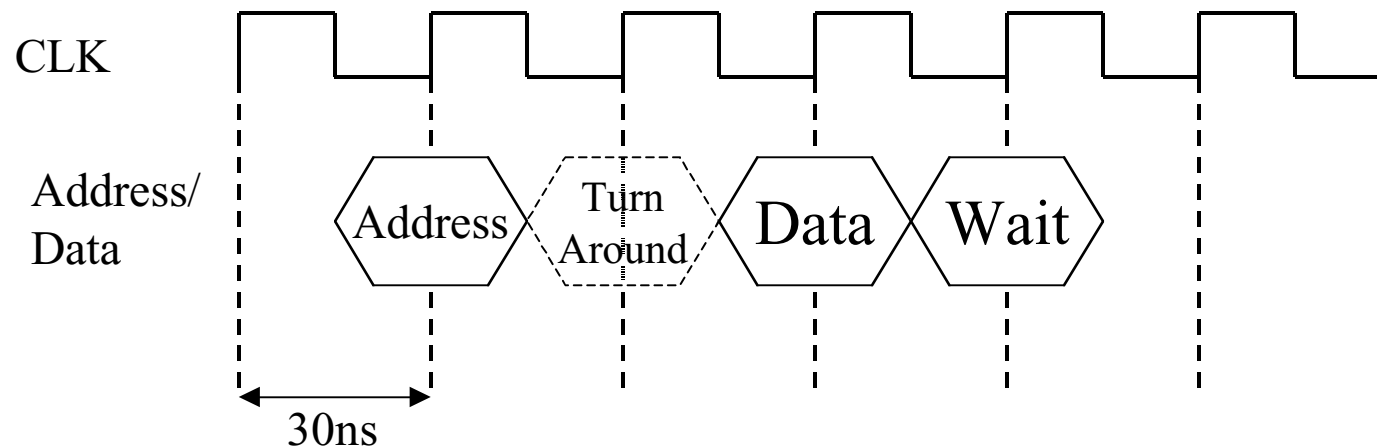 CLK
Address/
Data
Address
Turn
Around
Data
Wait
30ns